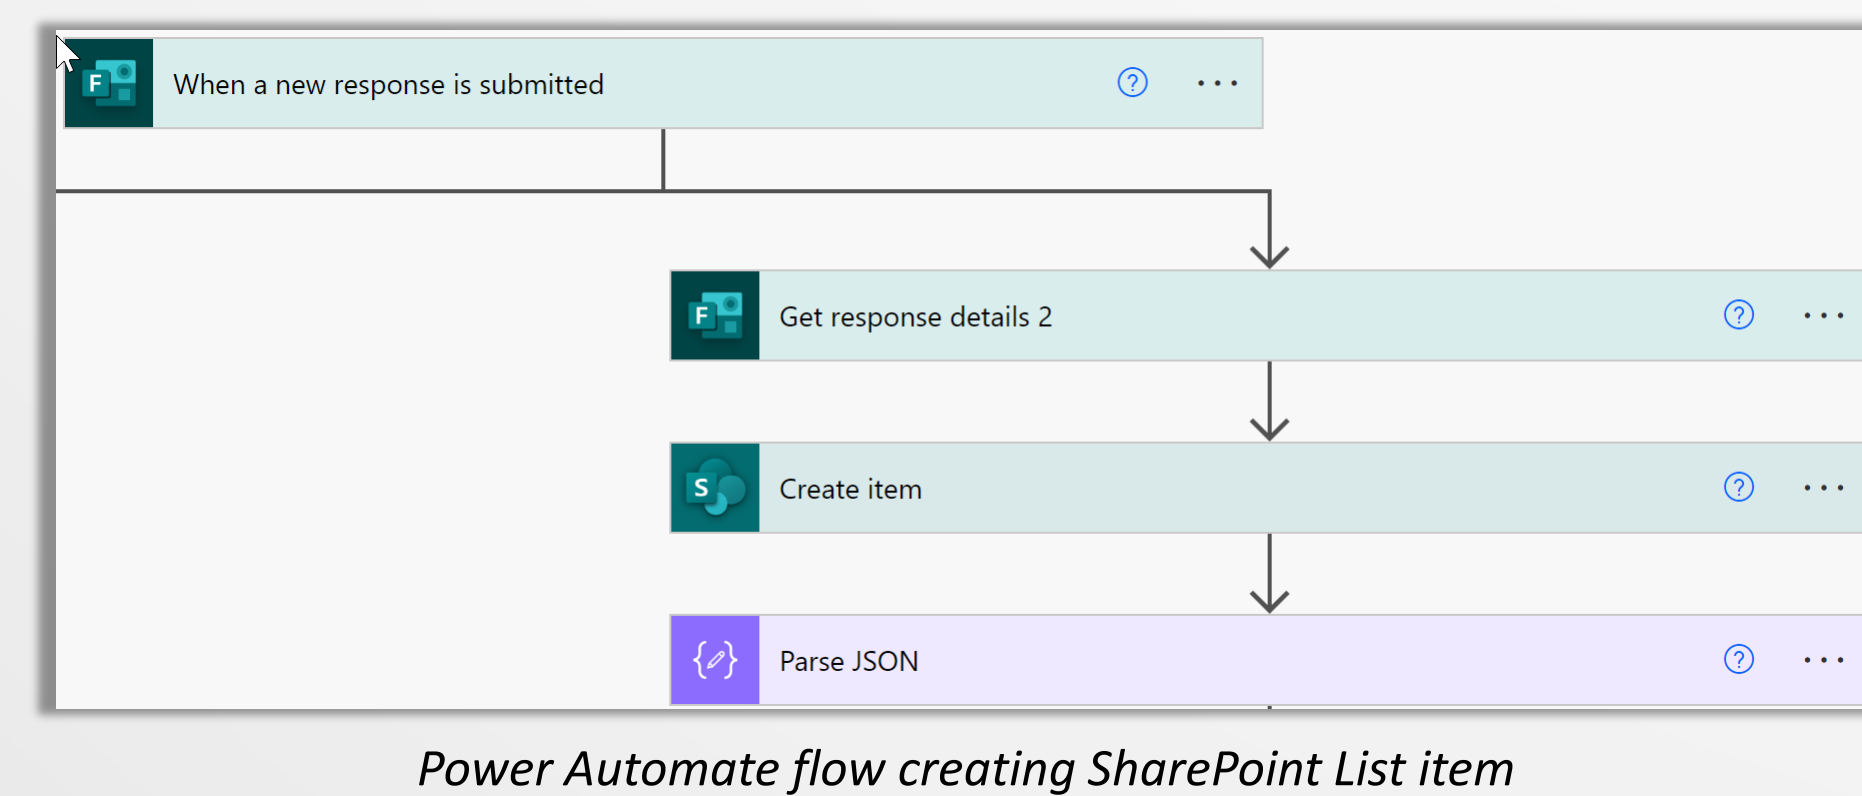 F
When a new response is submitted
?
...
F
Get response details 2
?
...
S
Create item
?
...
Parse JSON
?
...
Power Automate flow creating SharePoint List item